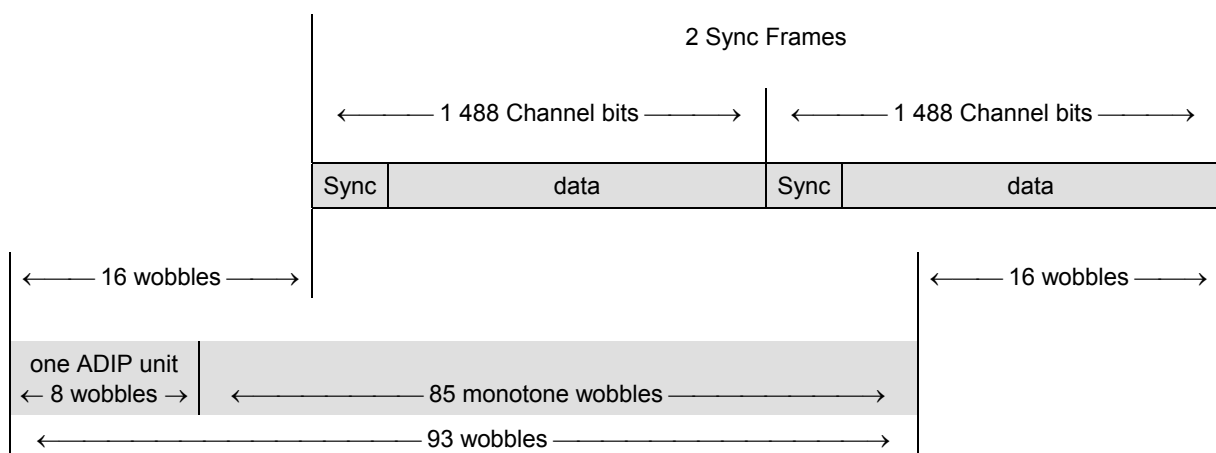 2 Sync Frames
← 1 488 Channel bits → ← 1 488 Channel bits →
Sync data Sync data
← 16 wobbles → ← 16 wobbles →
one ADIP unit
← 8 wobbles → ← 85 monotone wobbles →
← 93 wobbles →